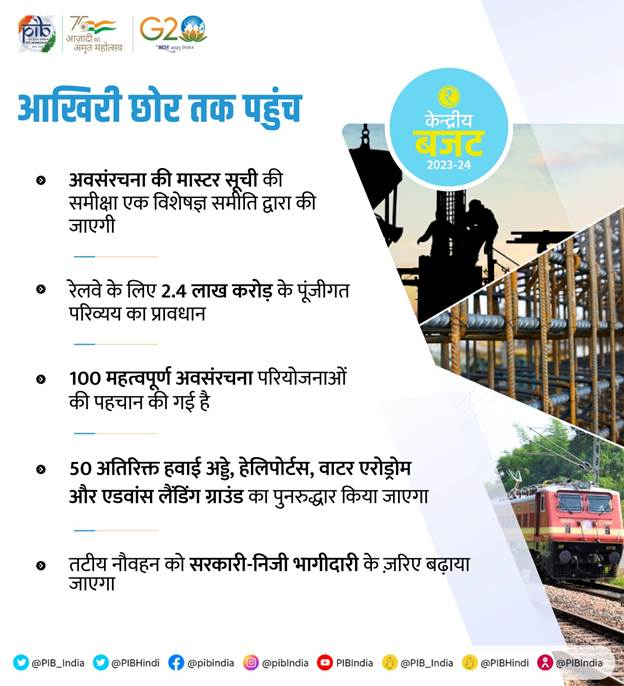 pib
75
आज़ादी का
अमृत महोत्सव
G20
भारत 2023 INDIA
आखिरी छोर तक पहुंच
केन्द्रीय
बजट
2023-24
अवसंरचना की मास्टर सूची की
समीक्षा एक विशेषज्ञ समीति द्वारा की
जाएगी
रेलवे के लिए 2.4 लाख करोड़ के पूंजीगत
परिव्यय का प्रावधान
100 महत्वपूर्ण अवसंरचना परियोजनाओं
की पहचान की गई है
50 अतिरिक्त हवाई अड्डे, हेलिपोर्टस, वाटर एरोड्रोम
और एडवांस लैंडिंग ग्राउंड का पुनरुद्धार किया जाएगा
तटीय नौवहन को सरकारी-निजी भागीदारी के ज़रिए बढ़ाया
जाएगा
@PIB_India @PIBHindi @pibindia @pibIndia PIBIndia @PIB_India @PIBHindi @PIBIndia